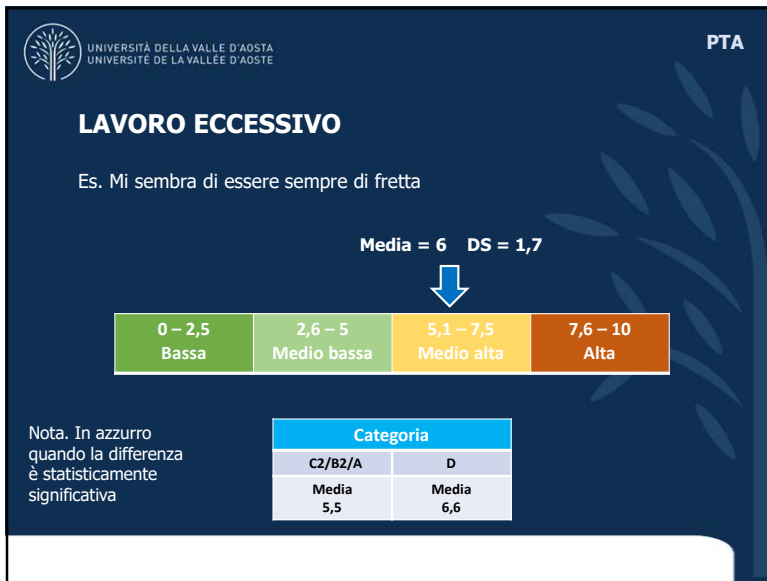 UNIVERSITÀ DELLA VALLE D'AOSTA
UNIVERSITÉ DE LA VALLÉE D'AOSTE
PTA
LAVORO ECCESSIVO
Es. Mi sembra di essere sempre di fretta
Media = 6 DS = 1,7
0 – 2,5 2,6 – 5 5,1 – 7,5 7,6 – 10
Bassa Medio bassa Medio alta Alta
Nota. In azzurro
quando la differenza
è statisticamente
significativa
Categoria
C2/B2/A D
Media Media
5,5 6,6